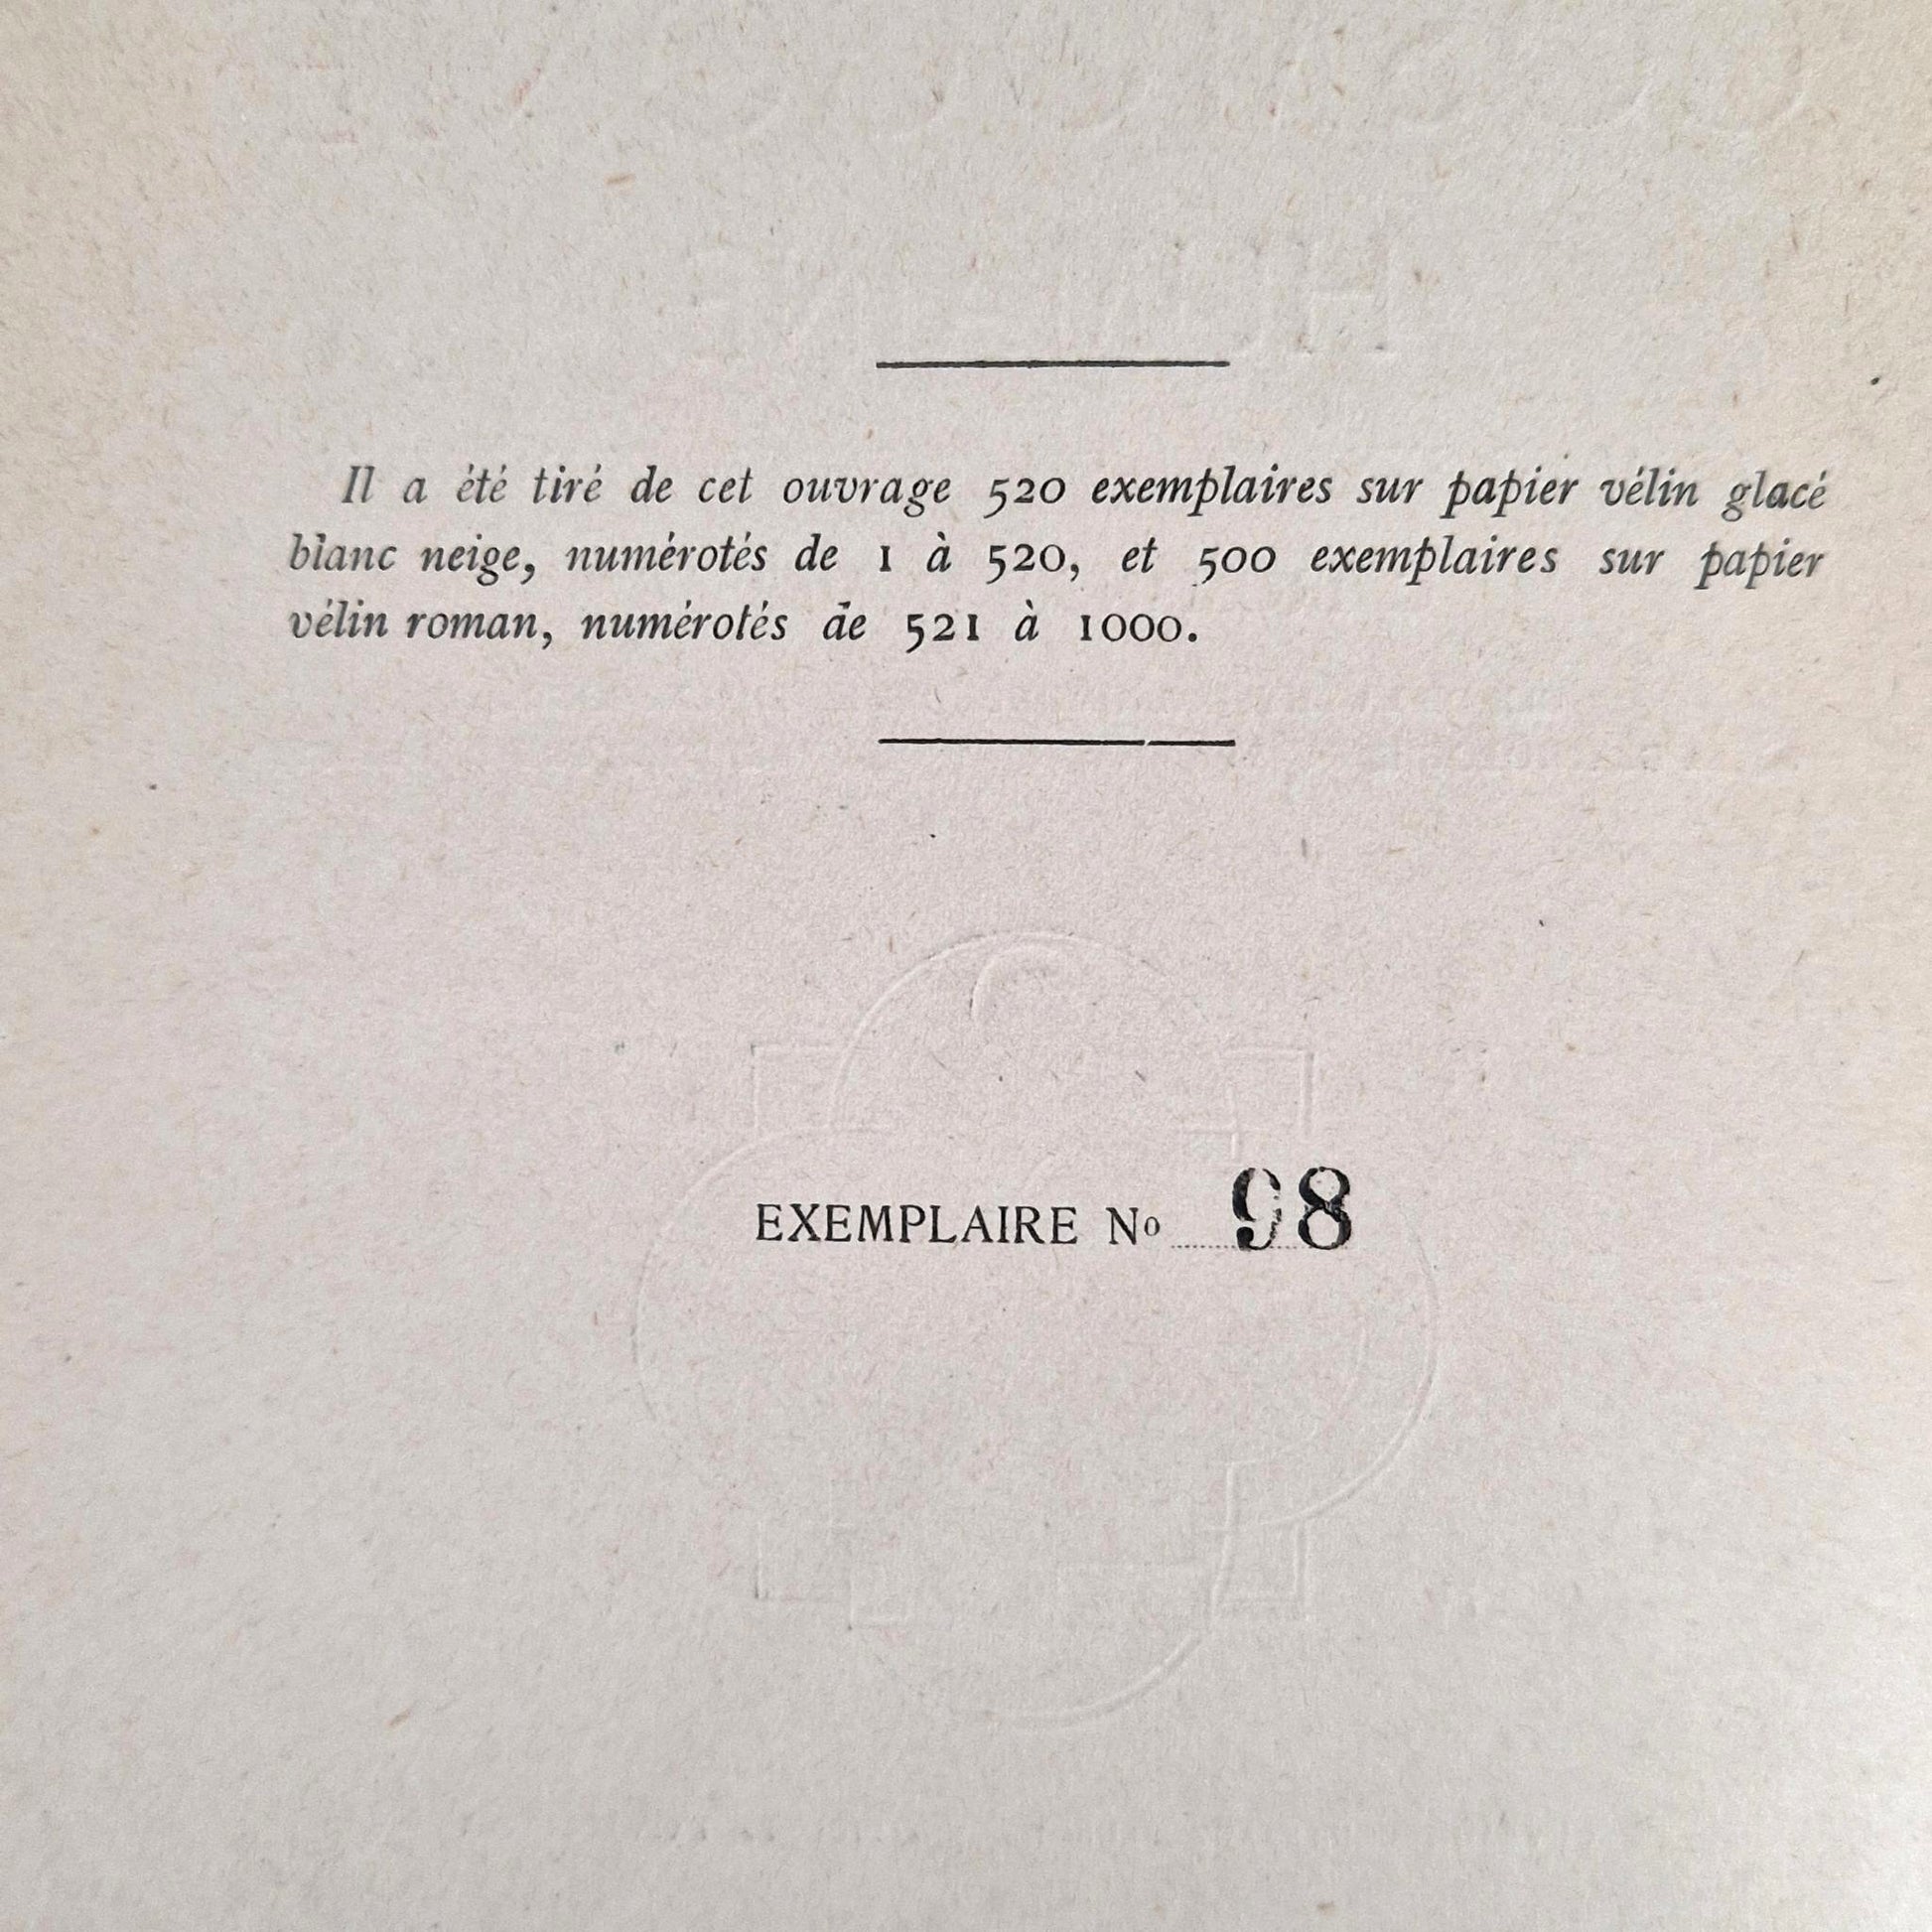 Il a été tiré de cet ouvrage 520 exemplaires sur papier vélin glacé
blanc neige, numérotés de 1 à 520, et 500 exemplaires sur papier
vélin roman, numérotés de 521 à 1000.
EXEMPLAIRE Nº 98